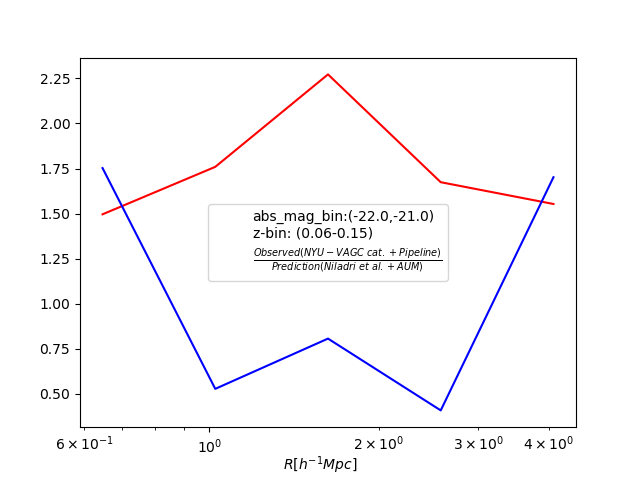 2.25
2.00
1.75
1.50
1.25
1.00
0.75
0.50
abs_mag_bin:(-22.0,-21.0)
z-bin: (0.06-0.15)
Observed(NYU−VAGC cat. + Pipeline)
Prediction(Niladri et al. + AUM)
6 × 10⁻¹ 10⁰ 2 × 10⁰ 3 × 10⁰ 4 × 10⁰
R[h⁻¹Mpc]